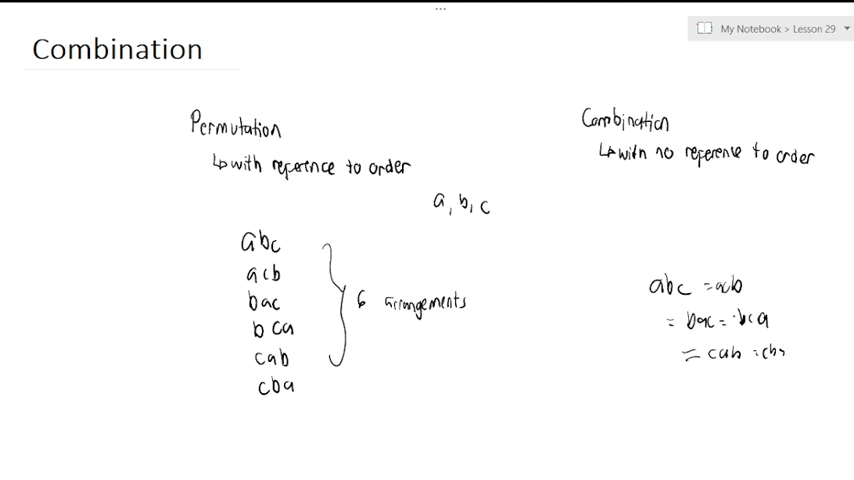 ...
My Notebook > Lesson 29
Combination
Permutation
↳ with reference to order
Combination
↳ with no reference to order
a, b, c
abc
acb
bac
bca
cab
cba
6 arrangements
abc = acb
= bac = bca
= cab = cba